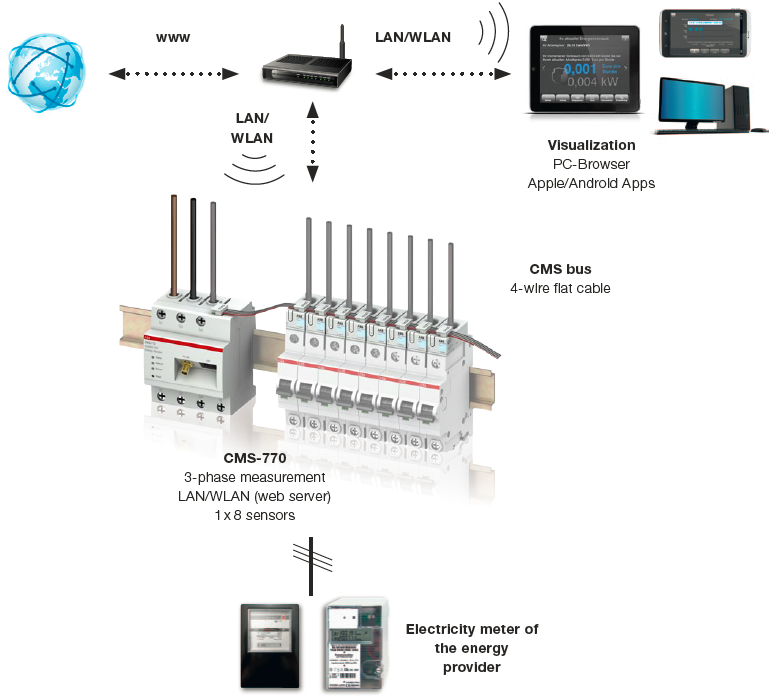 www
LAN/WLAN
LAN/
WLAN
0,001
0,004 kW
Visualization
PC-Browser
Apple/Android Apps
CMS bus
4-wire flat cable
CMS-770
3-phase measurement
LAN/WLAN (web server)
1x8 sensors
Electricity meter of
the energy
provider